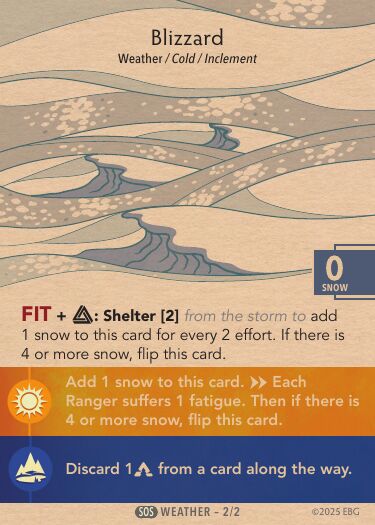 Blizzard
Weather / Cold / Inclement
0
SNOW
FIT + : Shelter [2] from the storm to add
1 snow to this card for every 2 effort. If there is
4 or more snow, flip this card.
Add 1 snow to this card. Each
Ranger suffers 1 fatigue. Then if there is
4 or more snow, flip this card.
Discard 1 from a card along the way.
SOS WEATHER – 2/2
©2025 EBG